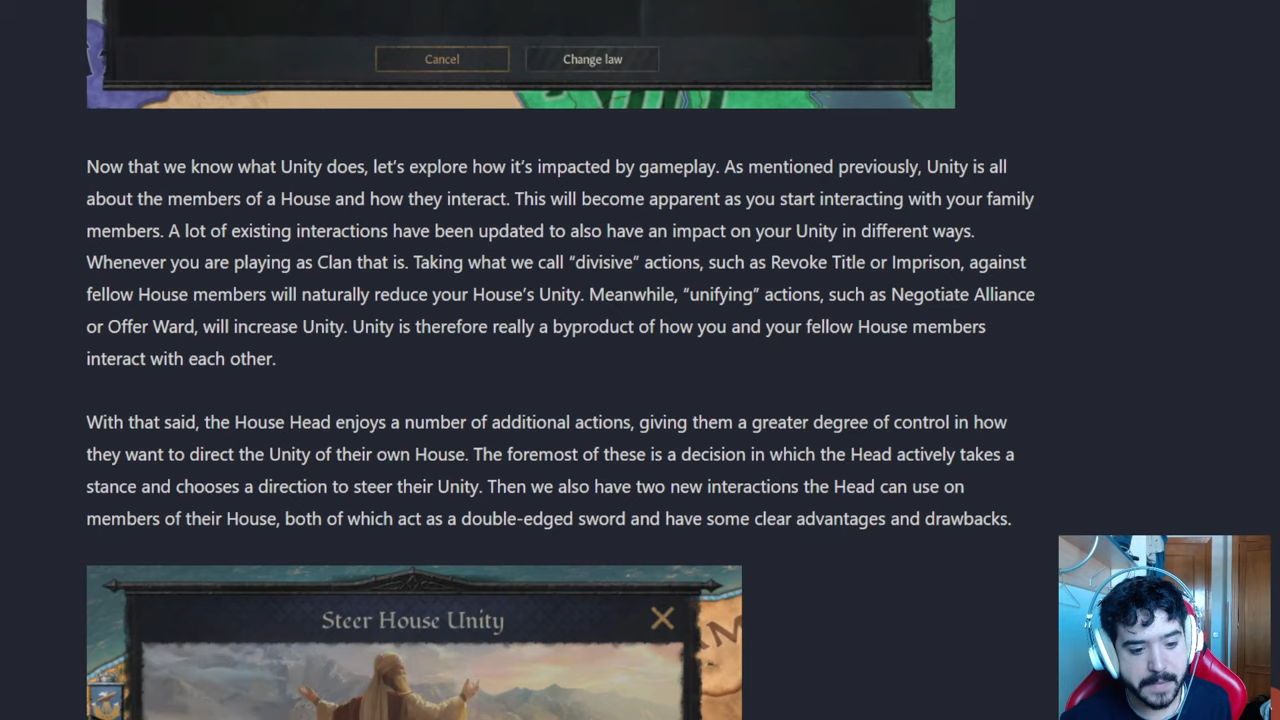 Cancel
Change law
Now that we know what Unity does, let’s explore how it’s impacted by gameplay. As mentioned previously, Unity is all
about the members of a House and how they interact. This will become apparent as you start interacting with your family
members. A lot of existing interactions have been updated to also have an impact on your Unity in different ways.
Whenever you are playing as Clan that is. Taking what we call “divisive” actions, such as Revoke Title or Imprison, against
fellow House members will naturally reduce your House’s Unity. Meanwhile, “unifying” actions, such as Negotiate Alliance
or Offer Ward, will increase Unity. Unity is therefore really a byproduct of how you and your fellow House members
interact with each other.
With that said, the House Head enjoys a number of additional actions, giving them a greater degree of control in how
they want to direct the Unity of their own House. The foremost of these is a decision in which the Head actively takes a
stance and chooses a direction to steer their Unity. Then we also have two new interactions the Head can use on
members of their House, both of which act as a double-edged sword and have some clear advantages and drawbacks.
Steer House Unity